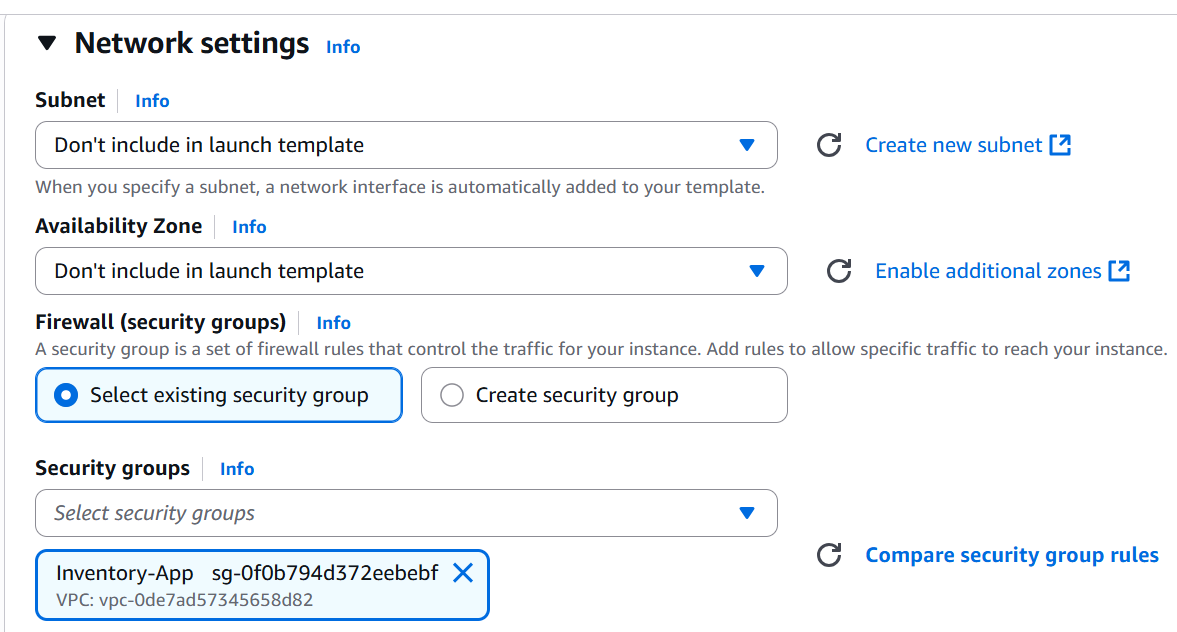 Network settings Info
Subnet Info
Don't include in launch template
Create new subnet
When you specify a subnet, a network interface is automatically added to your template.
Availability Zone Info
Don't include in launch template
Enable additional zones
Firewall (security groups) Info
A security group is a set of firewall rules that control the traffic for your instance. Add rules to allow specific traffic to reach your instance.
Select existing security group
Create security group
Security groups Info
Select security groups
Compare security group rules
Inventory-App sg-0f0b794d372eebebf
VPC: vpc-0de7ad57345658d82